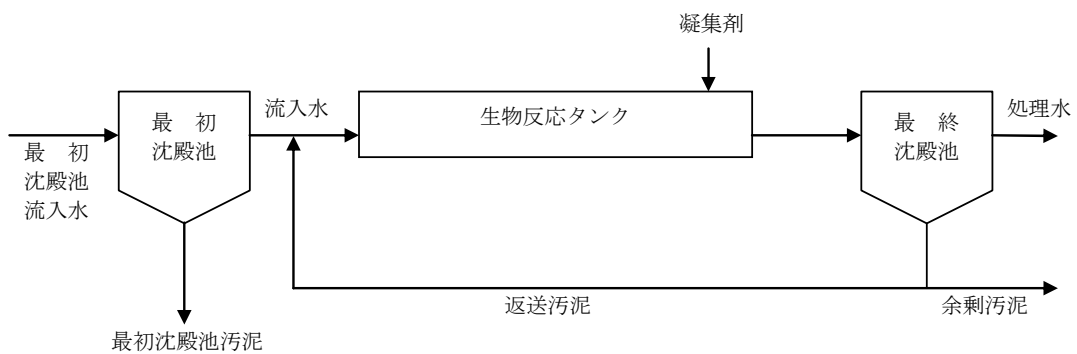 凝集剤
最 初
沈殿池
流入水
生物反応タンク
最 終
沈殿池
処理水
最 初
沈殿池
流入水
返送汚泥
余剰汚泥
最初沈殿池汚泥